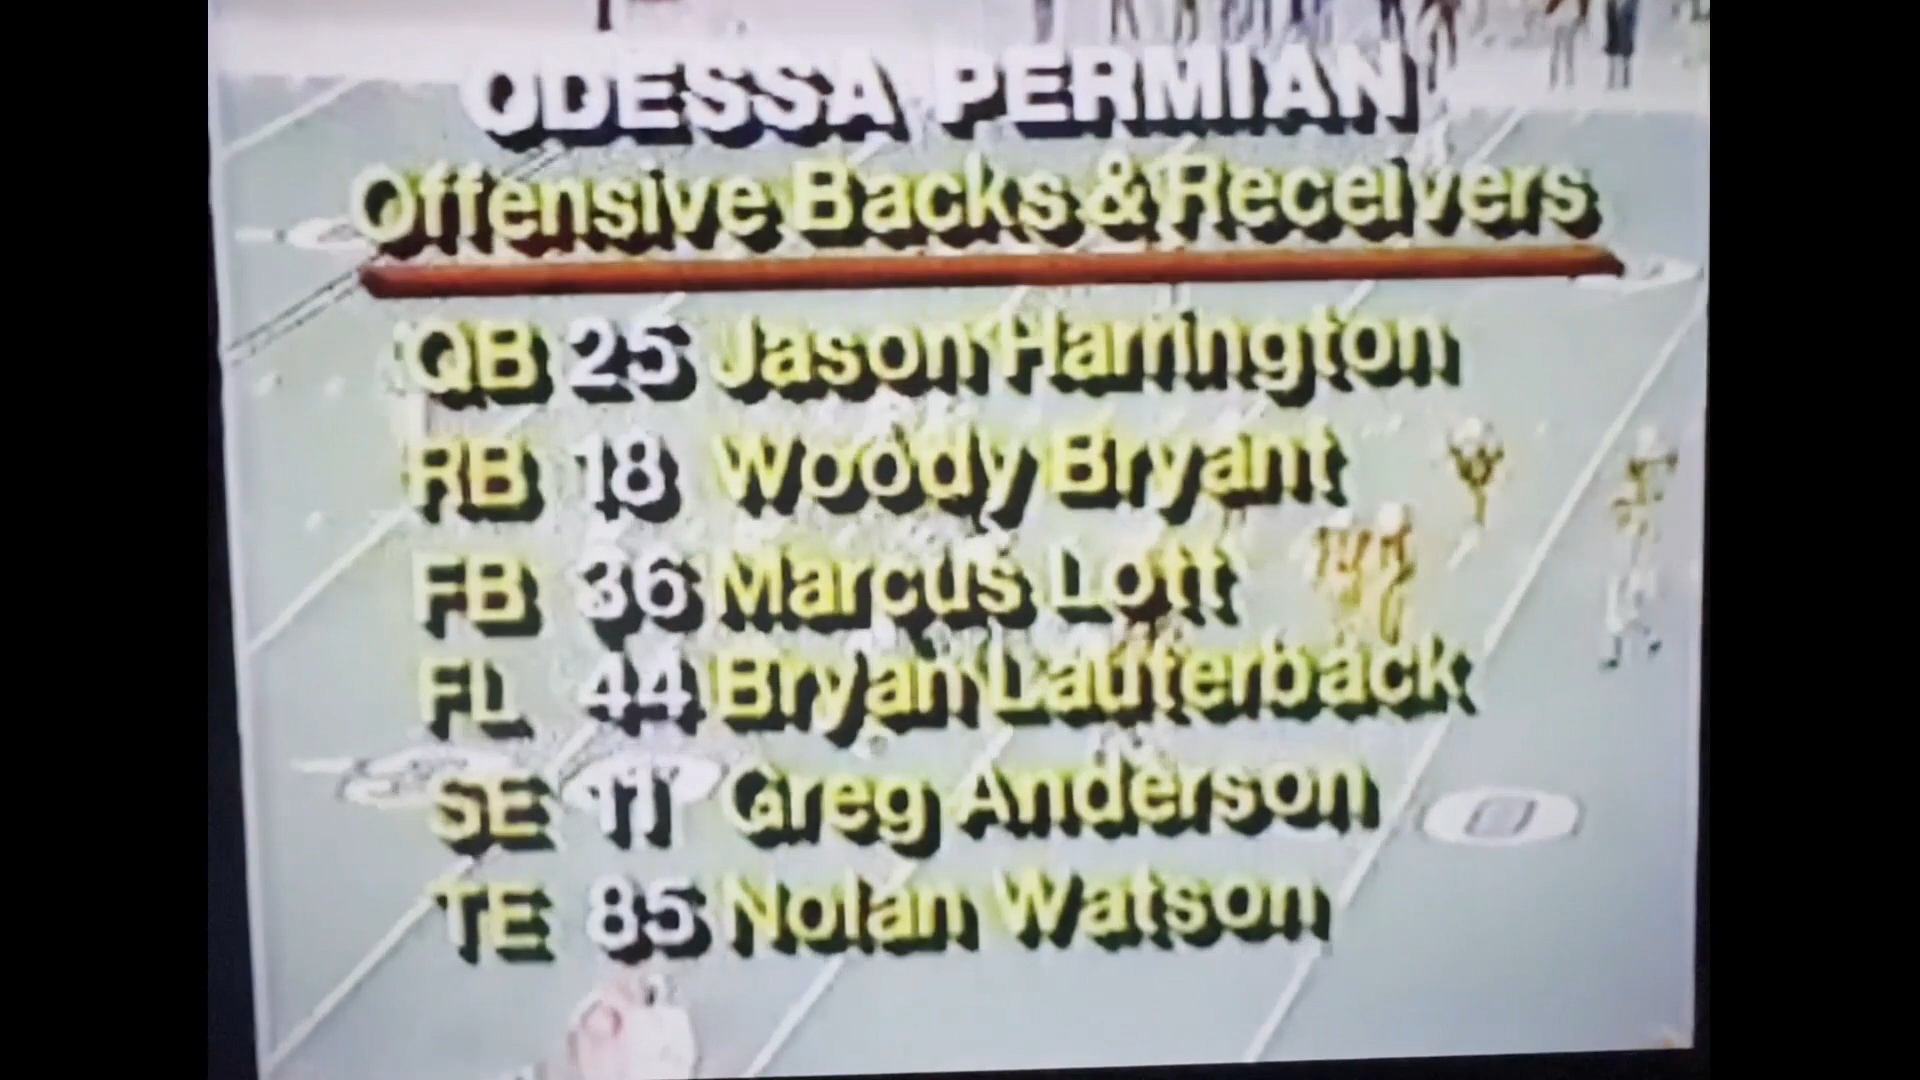 ODESSA PERMIAN
Offensive Backs & Receivers
QB 25 Jason Harrington
RB 18 Woody Bryant
FB 36 Marcus Lott
FL 44 Bryan Lauterback
SE 11 Greg Anderson
TE 85 Nolan Watson